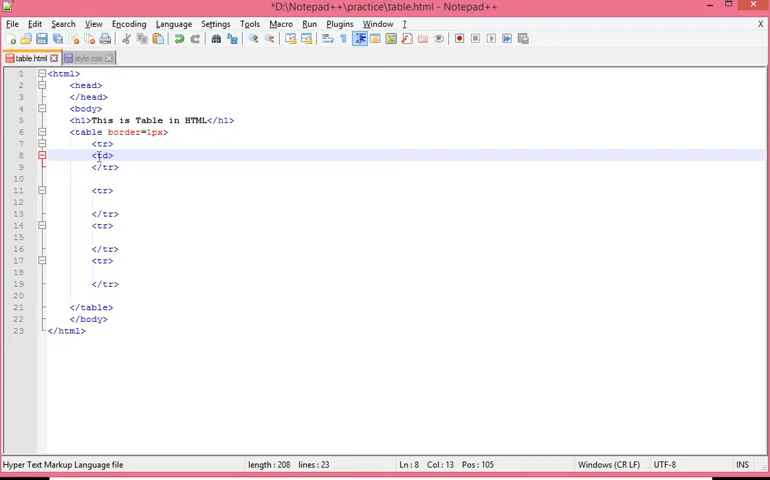 *D:\Notepad++\practice\table.html - Notepad++
File Edit Search View Encoding Language Settings Tools Macro Run Plugins Window ? X
table.html style.css
1 <html>
2 <head>
3 </head>
4 <body>
5 <h1>This is Table in HTML</h1>
6 <table border=1px>
7 <tr>
8 <td>
9 </tr>
10
11 <tr>
12
13 </tr>
14 <tr>
15
16 </tr>
17 <tr>
18
19 </tr>
20
21 </table>
22 </body>
23 </html>
Hyper Text Markup Language file length : 208 lines : 23 Ln : 8 Col : 13 Pos : 105 Windows (CR LF) UTF-8 INS